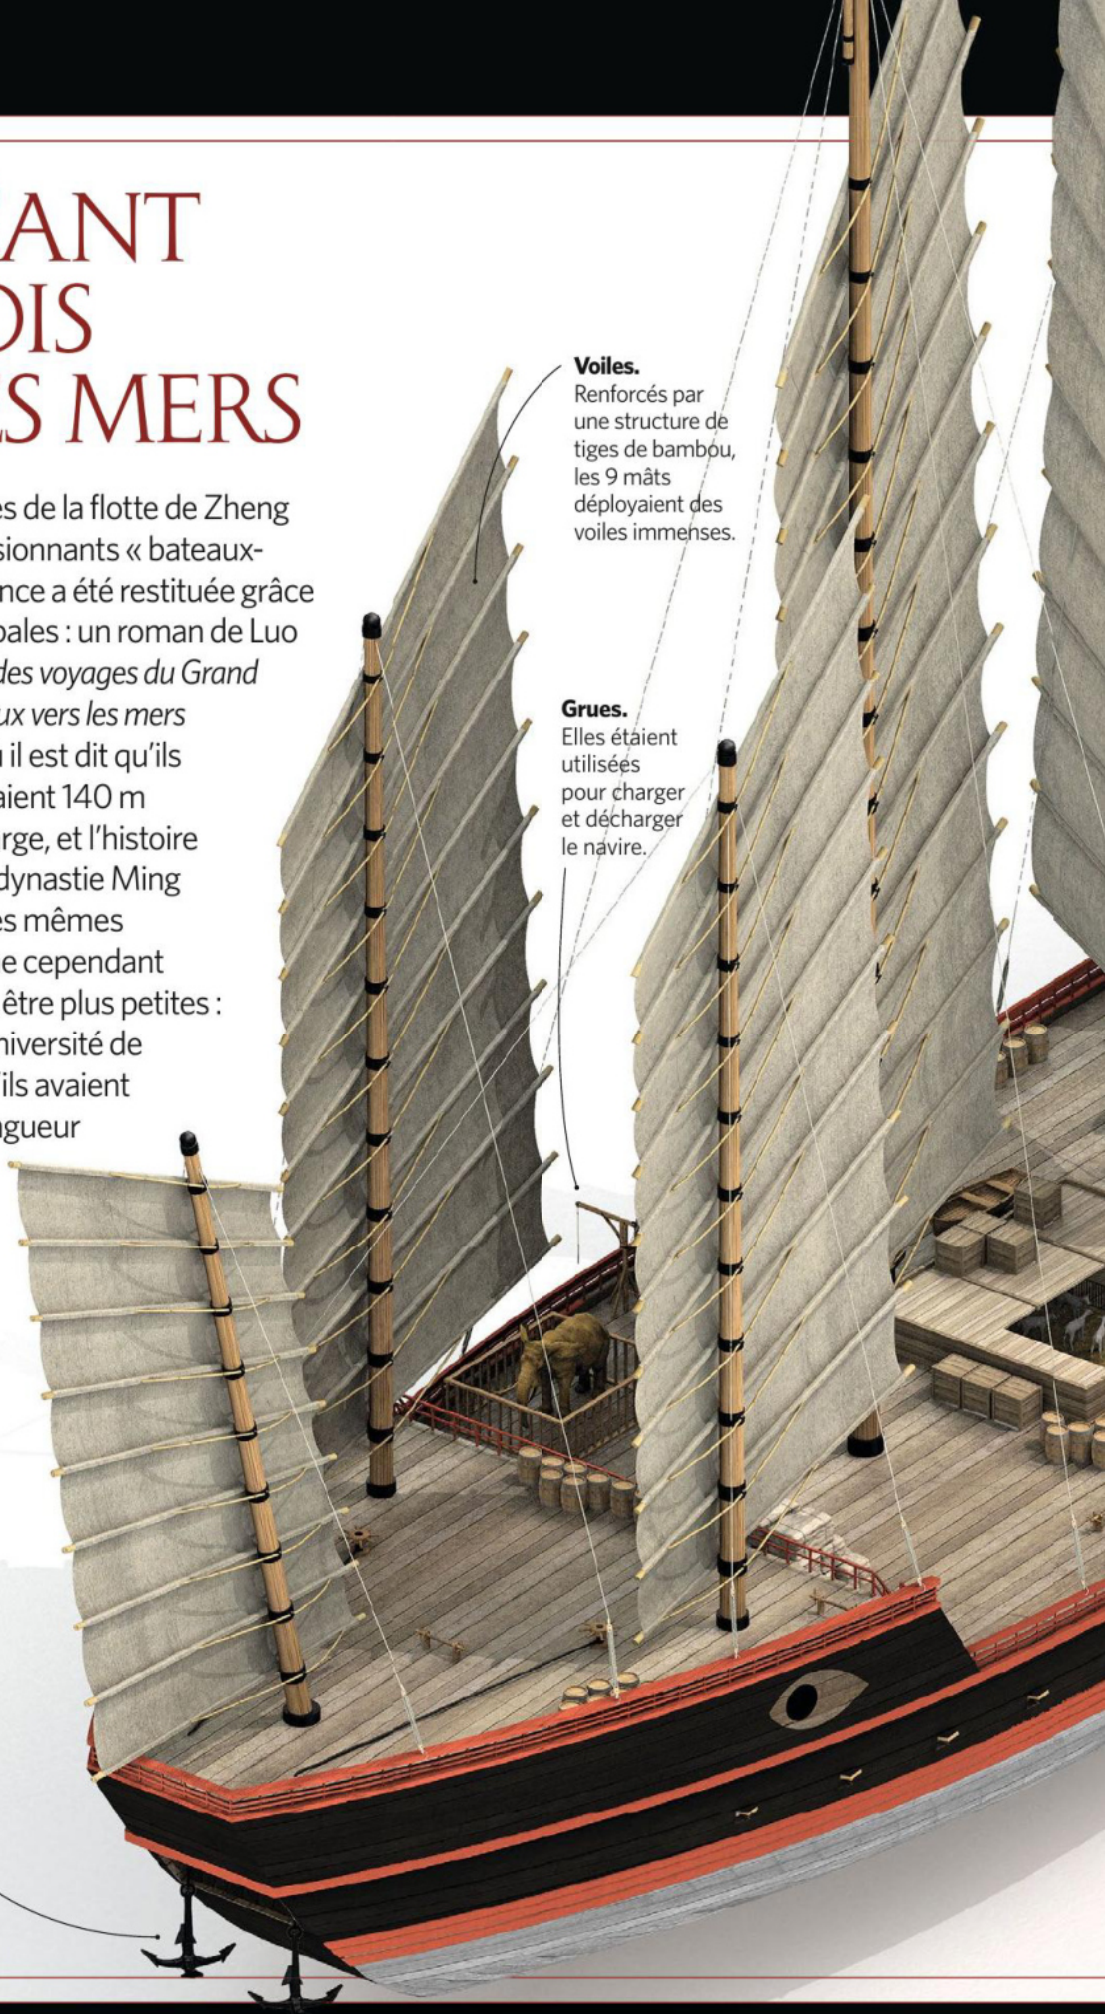 ANT
OIS
ES MERS
es de la flotte de Zheng
sionnants « bateaux-
nce a été restituée grâce
pales : un roman de Luo
des voyages du Grand
ux vers les mers
il est dit qu'ils
aient 140 m
rge, et l'histoire
dynastie Ming
es mêmes
e cependant
être plus petites :
niversité de
'ils avaient
gueur
Voiles.
Renforcés par
une structure de
tiges de bambou,
les 9 mâts
déployaient des
voiles immenses.
Grues.
Elles étaient
utilisées
pour charger
et décharger
le navire.